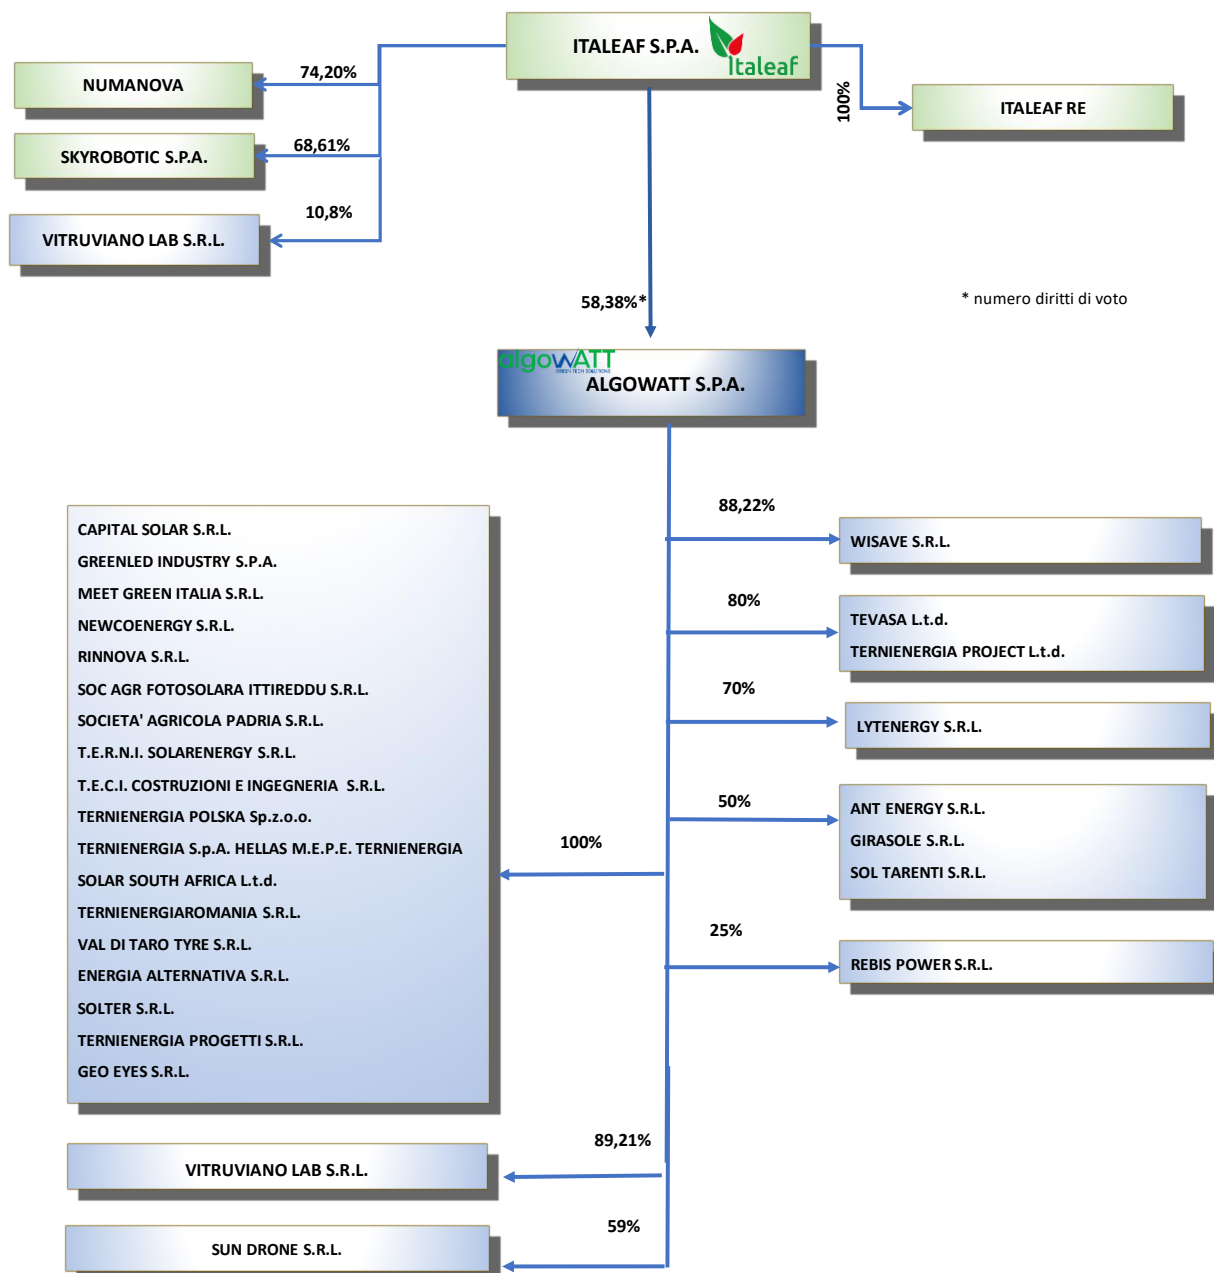 ITALEAF S.P.A.
Italeaf
NUMANOVA
74,20%
100%
ITALEAF RE
SKYROBOTIC S.P.A.
68,61%
VITRUVIANO LAB S.R.L.
10,8%
58,38%*
* numero diritti di voto
algoWATT
GREEN TECH SOLUTIONS
ALGOWATT S.P.A.
CAPITAL SOLAR S.R.L.
GREENLED INDUSTRY S.P.A.
MEET GREEN ITALIA S.R.L.
NEWCOENERGY S.R.L.
RINNOVA S.R.L.
SOC AGR FOTOSOLARA ITTIREDDU S.R.L.
SOCIETA' AGRICOLA PADRIA S.R.L.
T.E.R.N.I. SOLARENERGY S.R.L.
T.E.C.I. COSTRUZIONI E INGEGNERIA S.R.L.
TERNIENERGIA POLSKA Sp.z.o.o.
TERNIENERGIA S.p.A. HELLAS M.E.P.E. TERNIENERGIA
SOLAR SOUTH AFRICA L.t.d.
TERNIENERGIAROMANIA S.R.L.
VAL DI TARO TYRE S.R.L.
ENERGIA ALTERNATIVA S.R.L.
SOLTER S.R.L.
TERNIENERGIA PROGETTI S.R.L.
GEO EYES S.R.L.
100%
88,22%
WISAVE S.R.L.
80%
TEVASA L.t.d.
TERNIENERGIA PROJECT L.t.d.
70%
LYTENERGY S.R.L.
50%
ANT ENERGY S.R.L.
GIRASOLE S.R.L.
SOL TARENTI S.R.L.
25%
REBIS POWER S.R.L.
89,21%
VITRUVIANO LAB S.R.L.
59%
SUN DRONE S.R.L.